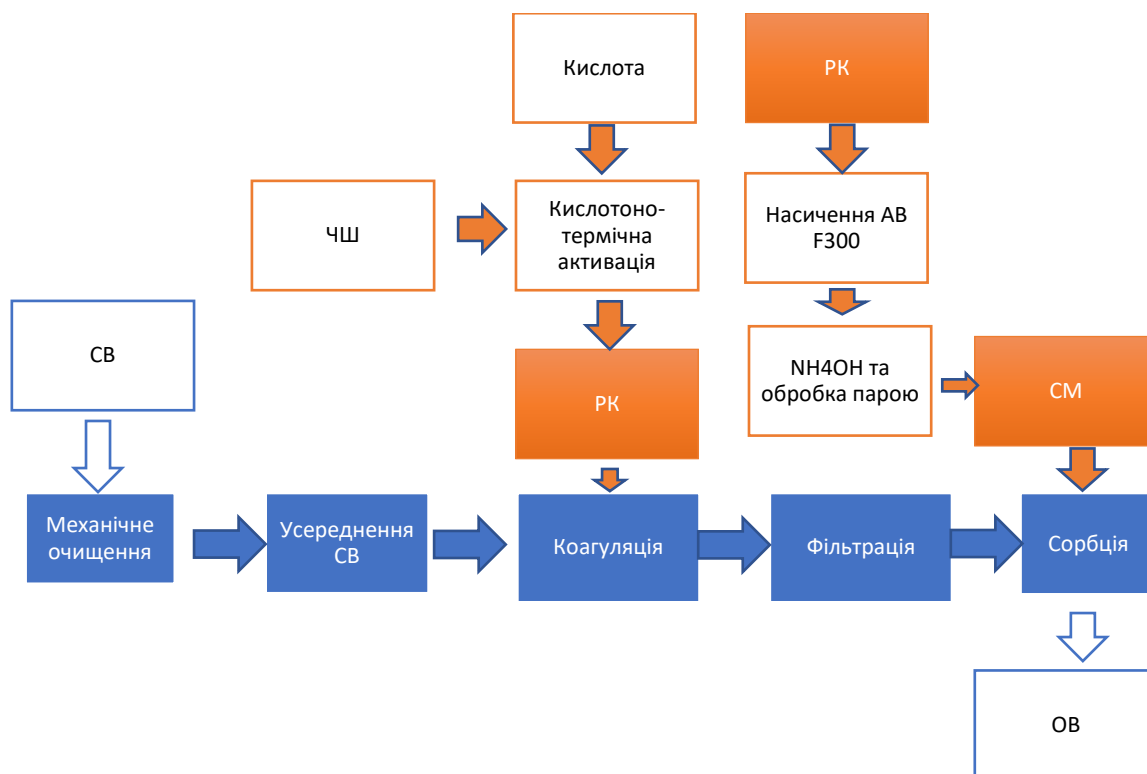 Кислота
РК
ЧШ
Кислотоно-
термічна
активація
Насичення АВ
F300
СВ
РК
NH4OH та
обробка парою
СМ
Механічне
очищення
Усереднення
СВ
Коагуляція
Фільтрація
Сорбція
ОВ